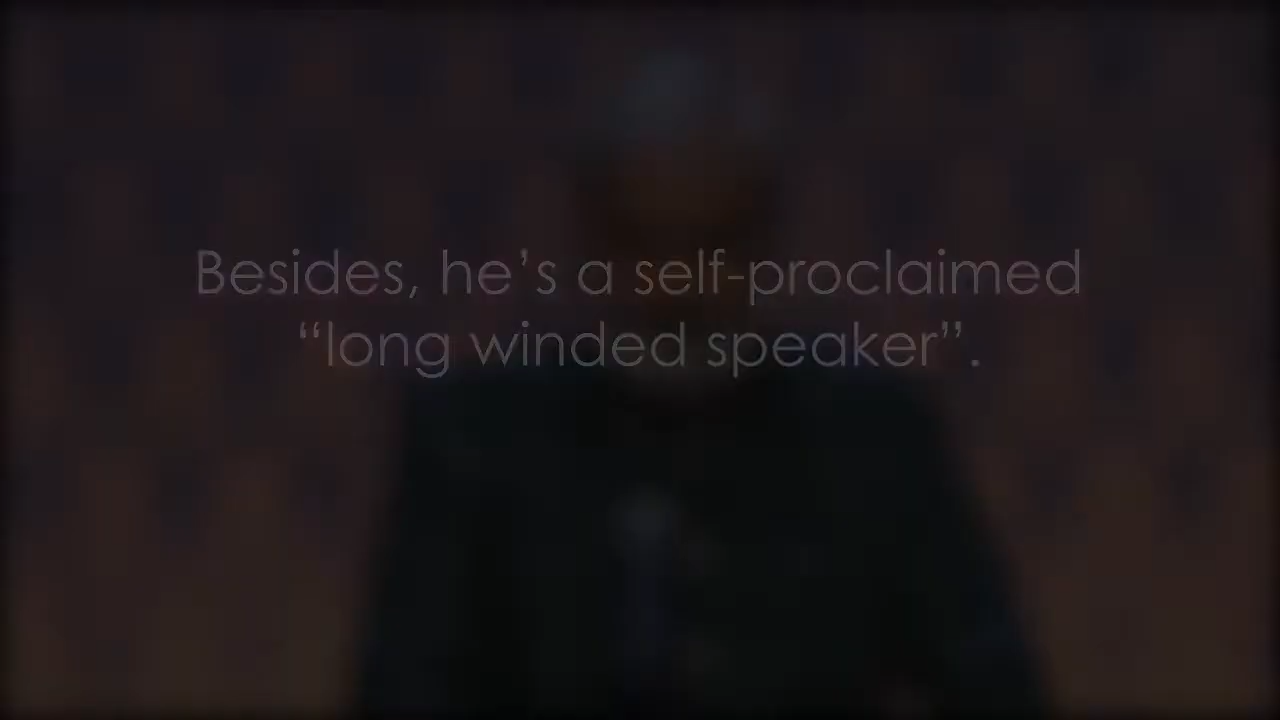 Besides, he’s a self-proclaimed
“long winded speaker”.